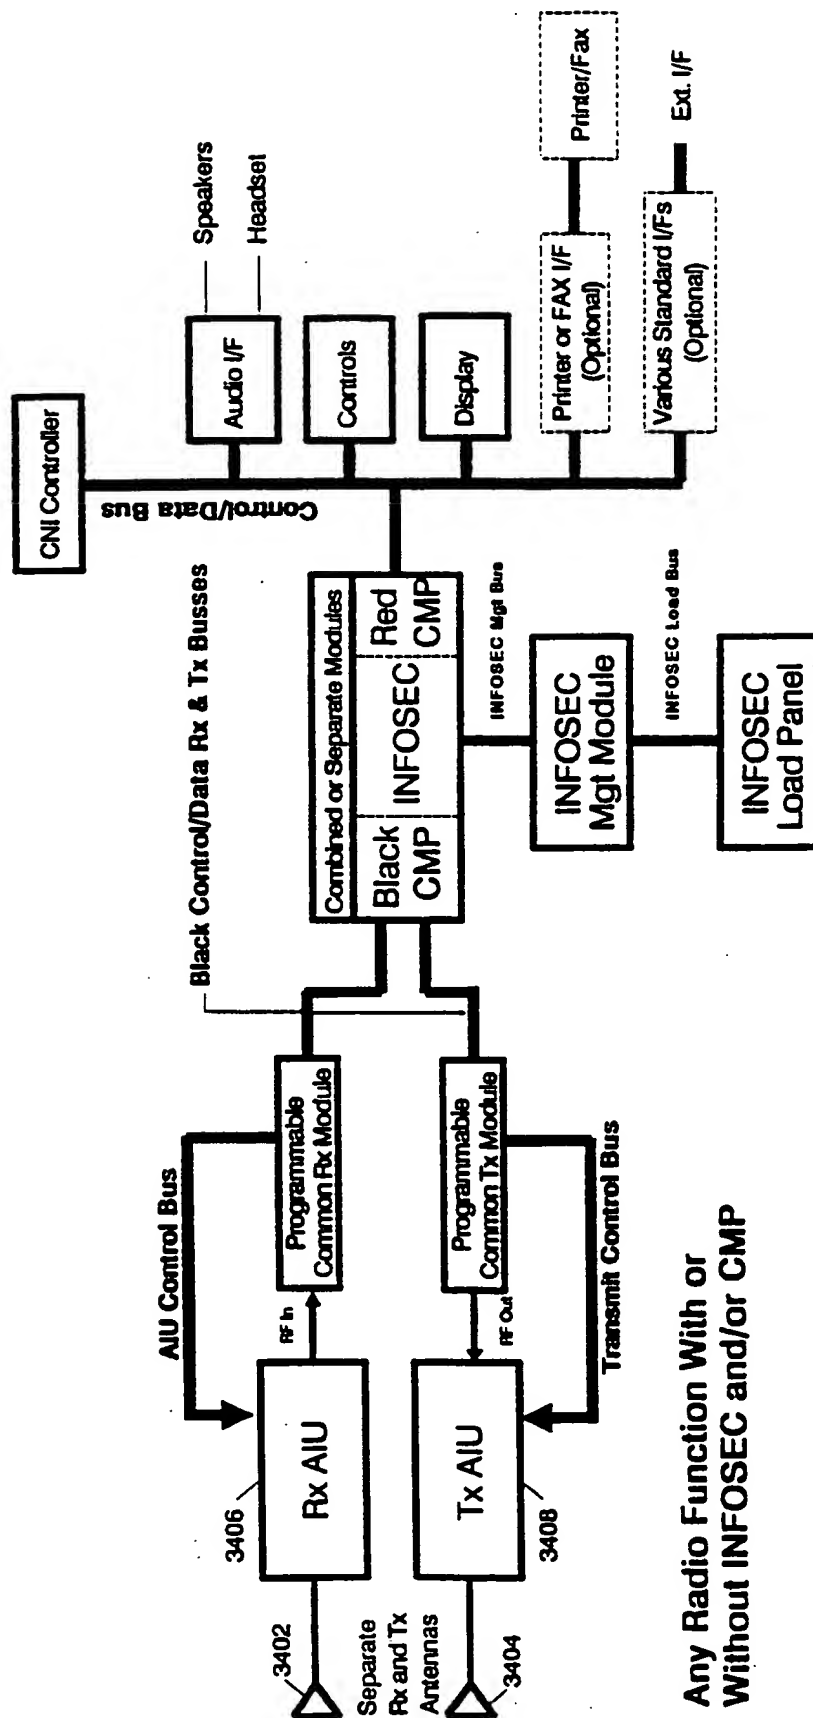 3402
Separate
Rx and Tx
Antennas
3404
3406
Rx AIU
Tx AIU
3408
AIU Control Bus
RF In
RF Out
Transmit Control Bus
Programmable
Common Rx Module
Programmable
Common Tx Module
Black Control/Data Rx & Tx Busses
Combined or Separate Modules
Black
CMP
INFOSEC
Red
CMP
INFOSEC Mgt Bus
INFOSEC
Mgt Module
INFOSEC Load Bus
INFOSEC
Load Panel
CNI Controller
Control/Data Bus
Audio I/F
Speakers
Headset
Controls
Display
Printer or FAX I/F
(Optional)
Printer/Fax
Various Standard I/Fs
(Optional)
Ext. I/F
Any Radio Function With or
Without INFOSEC and/or CMP